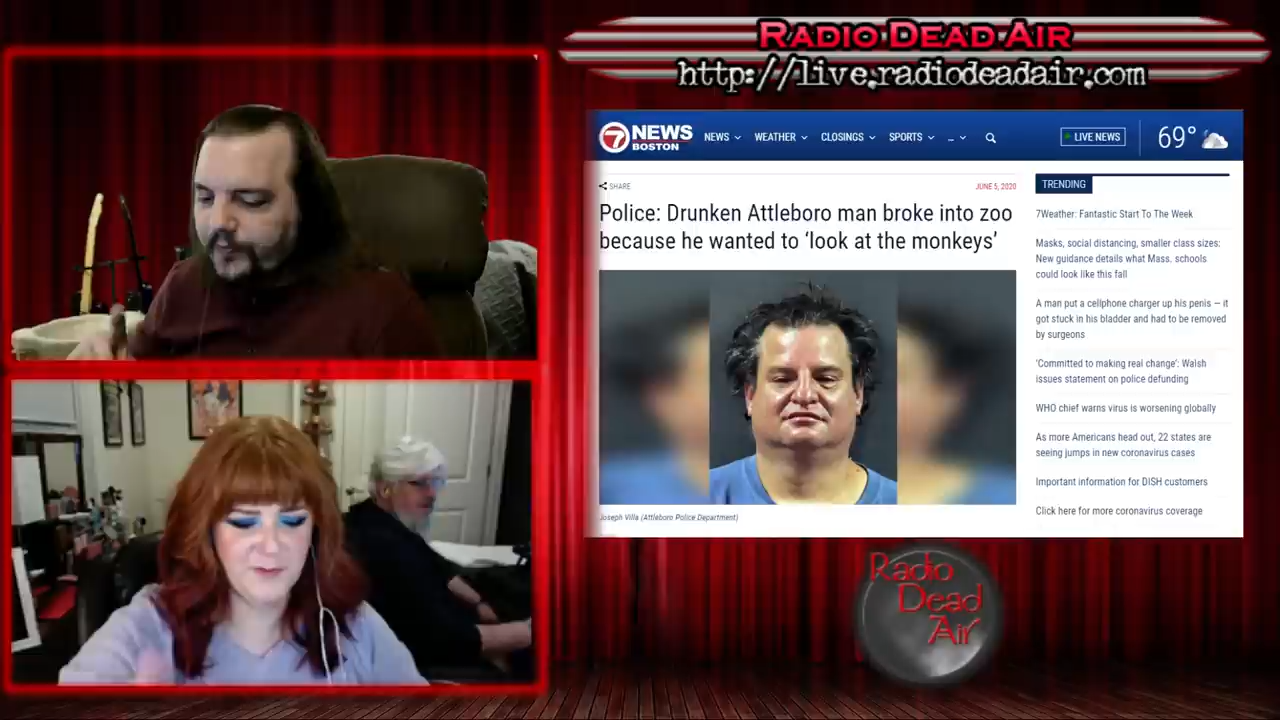 RADIO DEAD AIR
http://live.radiodeadair.com
7 NEWS
BOSTON
NEWS
WEATHER
CLOSINGS
SPORTS
...
LIVE NEWS
69°
SHARE
JUNE 5, 2020
Police: Drunken Attleboro man broke into zoo
because he wanted to ‘look at the monkeys’
Joseph Villa (Attleboro Police Department)
TRENDING
7Weather: Fantastic Start To The Week
Masks, social distancing, smaller class sizes:
New guidance details what Mass. schools
could look like this fall
A man put a cellphone charger up his penis — it
got stuck in his bladder and had to be removed
by surgeons
‘Committed to making real change’: Walsh
issues statement on police defunding
WHO chief warns virus is worsening globally
As more Americans head out, 22 states are
seeing jumps in new coronavirus cases
Important information for DISH customers
Click here for more coronavirus coverage
Radio
Dead
Air